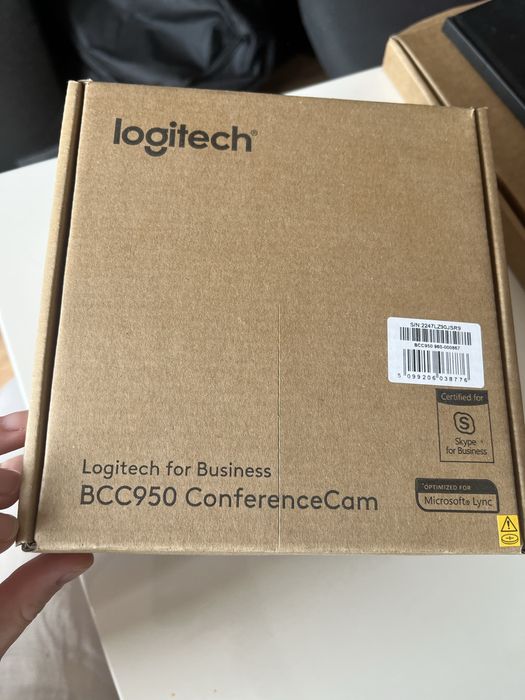 logitech®
S/N 2247LZ90JSR9
BCC950 960-000867
5 099206 038776
Certified for
S
Skype
for Business
Logitech for Business
BCC950 ConferenceCam
*OPTIMIZED FOR
Microsoft® Lync